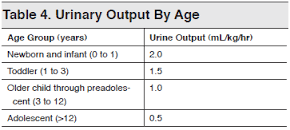 Table 4. Urinary Output By Age
Age Group (years) Urine Output (mL/kg/hr)
Newborn and infant (0 to 1) 2.0
Toddler (1 to 3) 1.5
Older child through preadoles- 1.0
cent (3 to 12)
Adolescent (>12) 0.5